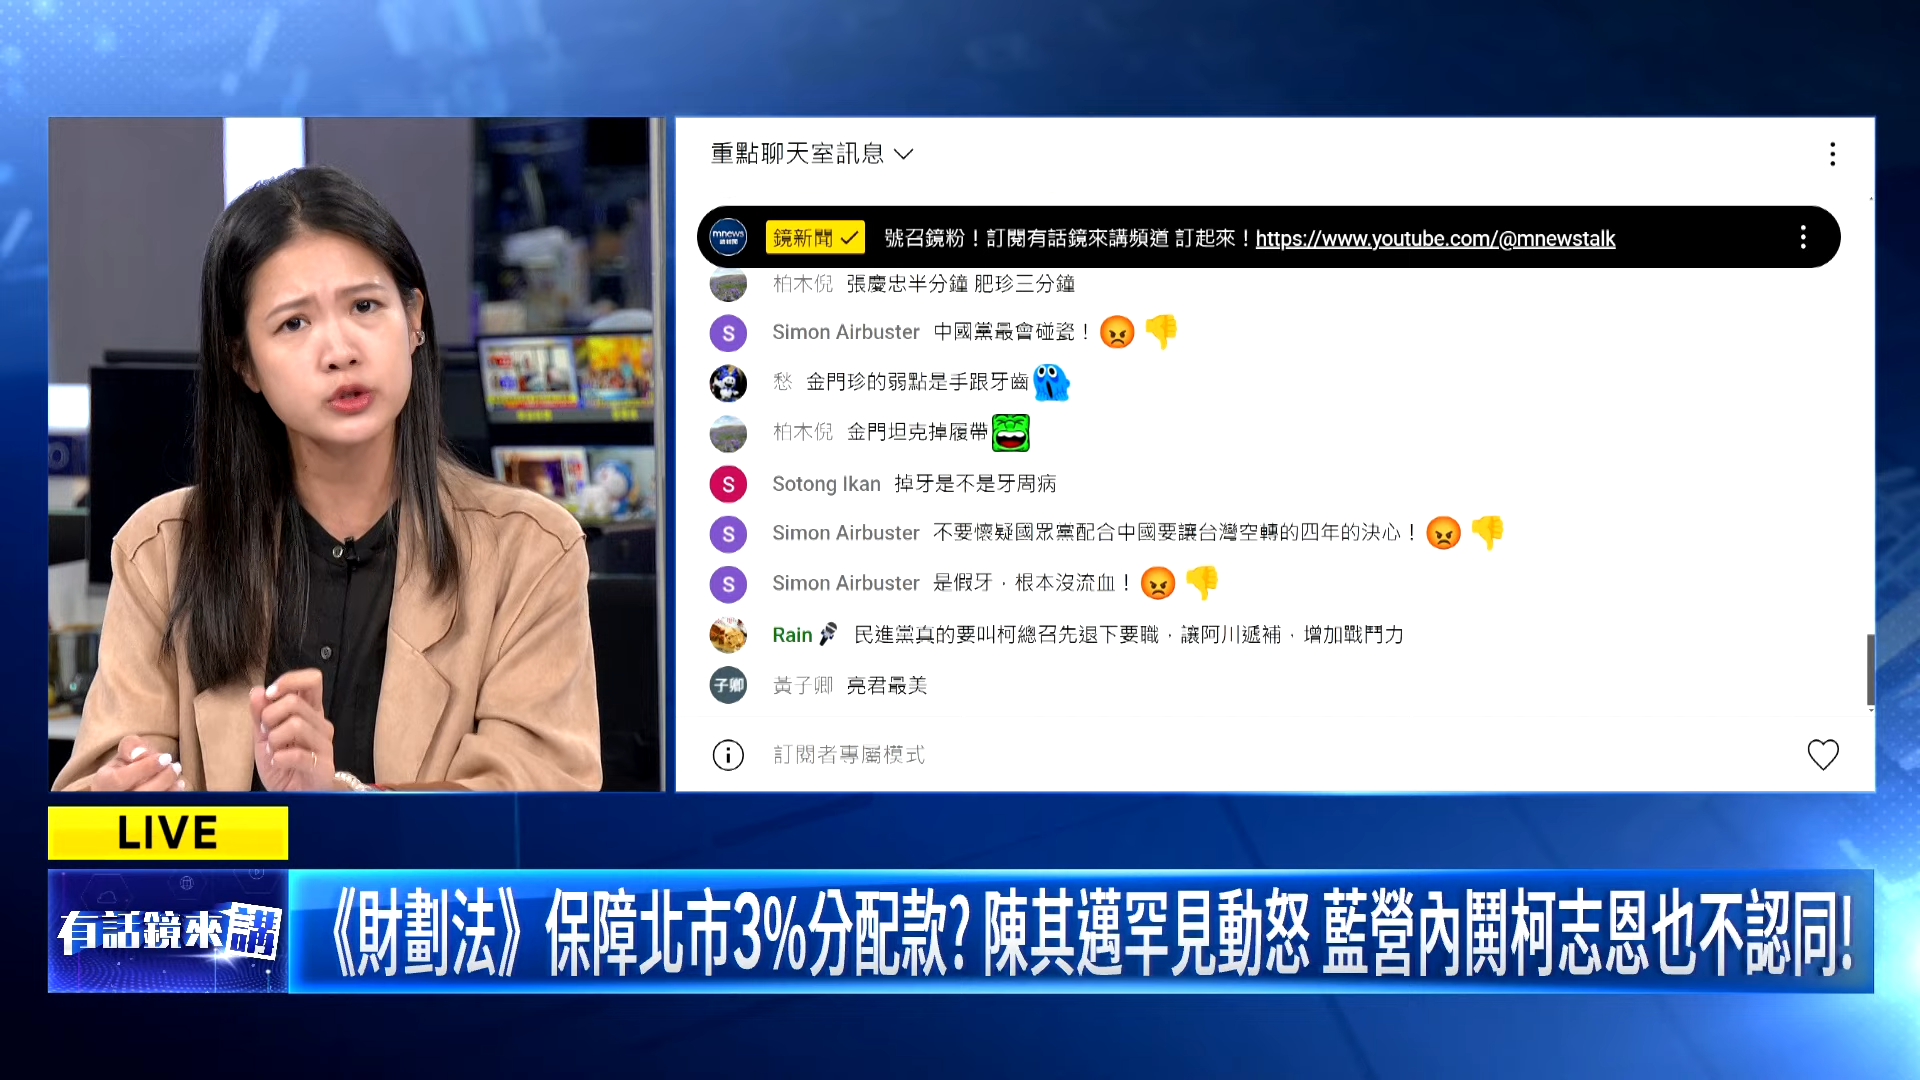 重點聊天室訊息
mnews
鏡新聞 號召鏡粉！訂閱有話鏡來講頻道 訂起來！https://www.youtube.com/@mnewstalk
柏木倪 張慶忠半分鐘 肥珍三分鐘
S Simon Airbuster 中國黨最會碰瓷！
愁 金門珍的弱點是手跟牙齒
柏木倪 金門坦克掉履帶
S Sotong Ikan 掉牙是不是牙周病
S Simon Airbuster 不要懷疑國眾黨配合中國要讓台灣空轉的四年的決心！
S Simon Airbuster 是假牙，根本沒流血！
Rain 民進黨真的要叫柯總召先退下要職，讓阿川遞補，增加戰鬥力
子卿 黃子卿 亮君最美
訂閱者專屬模式
LIVE
有話鏡來講
《財劃法》保障北市3%分配款? 陳其邁罕見動怒 藍營內鬨柯志恩也不認同!